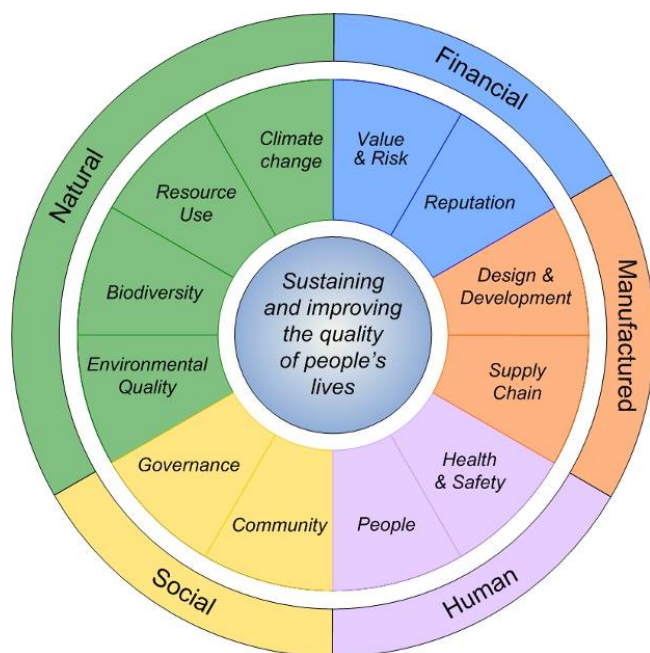 Financial
Manufactured
Human
Social
Natural
Climate
change
Value
& Risk
Reputation
Design &
Development
Supply
Chain
Health
& Safety
People
Community
Governance
Environmental
Quality
Biodiversity
Resource
Use
Sustaining
and improving
the quality
of people's
lives